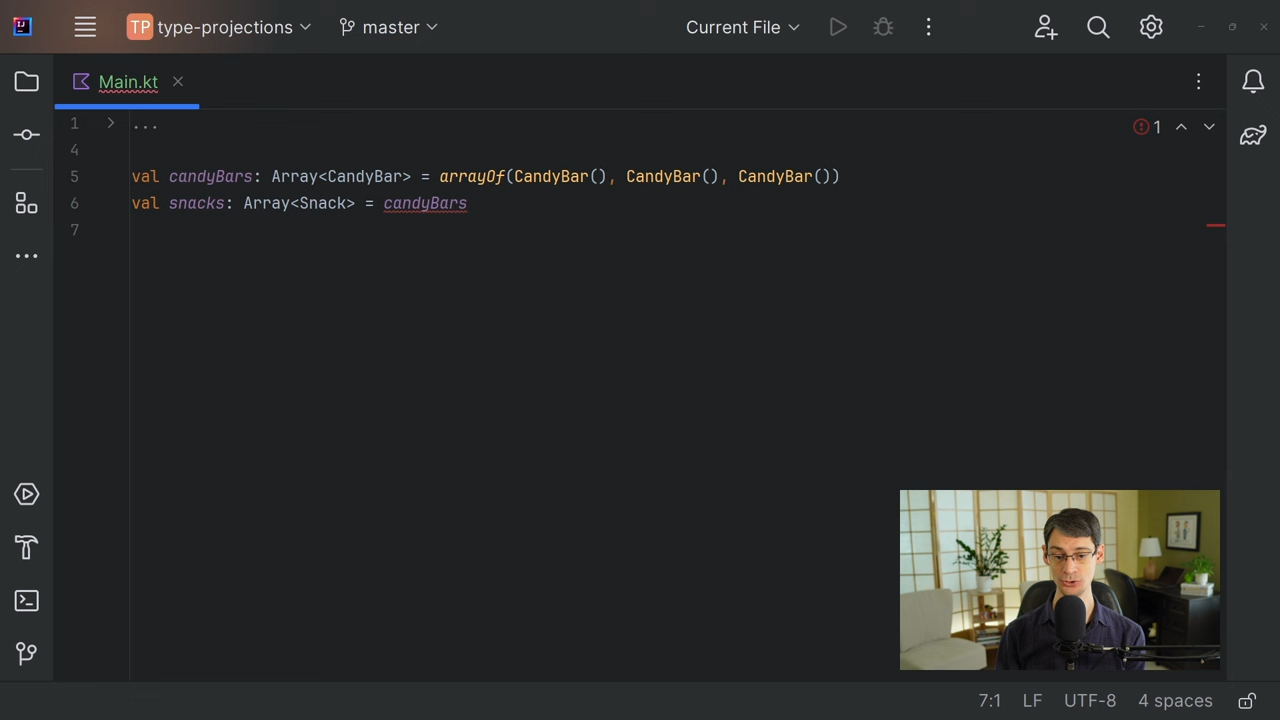 TP type-projections master Current File
Main.kt
1 ...
1
4
5 val candyBars: Array<CandyBar> = arrayOf(CandyBar(), CandyBar(), CandyBar())
6 val snacks: Array<Snack> = candyBars
7
7:1 LF UTF-8 4 spaces